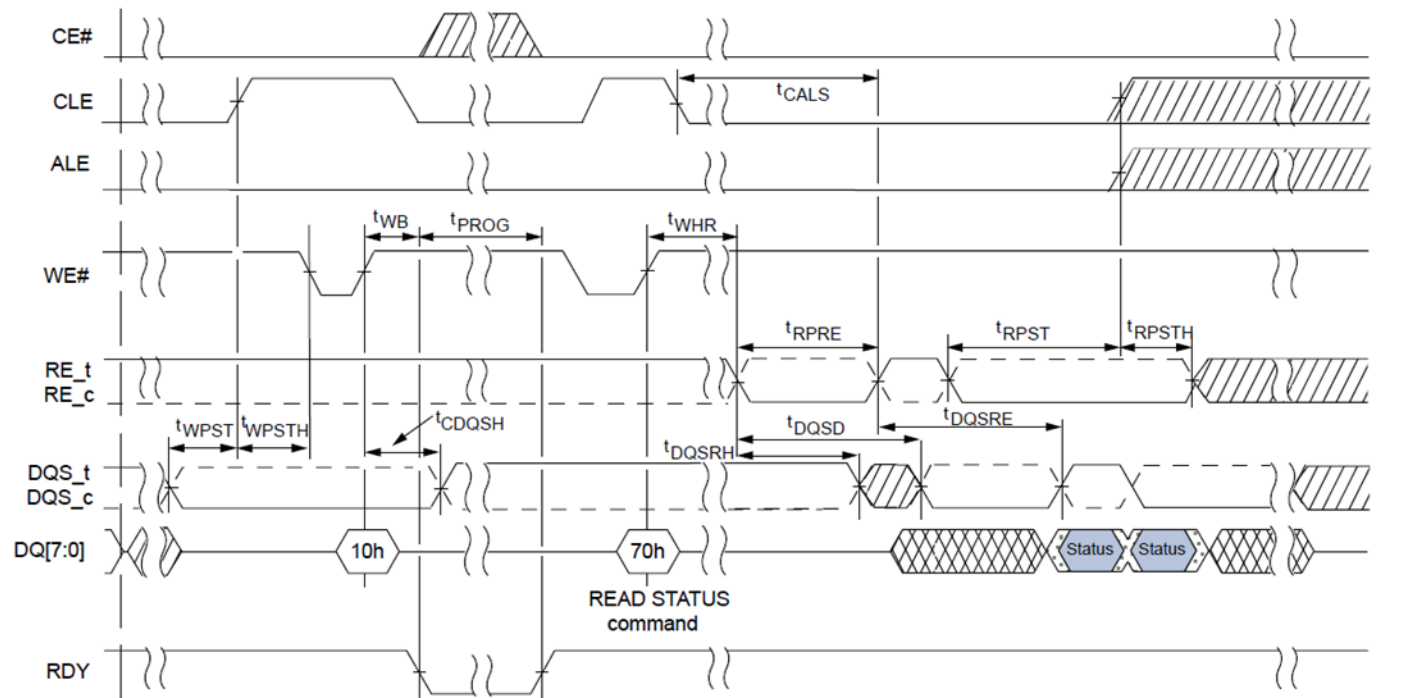 CE#
CLE
tCALS
ALE
tWB
tPROG
tWHR
WE#
tRPRE
tRPST
tRPSTH
RE_t
RE_c
tWPST
tWPSTH
tCDQSH
tDQSD
tDQSRE
tDQSRH
DQS_t
DQS_c
DQ[7:0]
10h
70h
Status
Status
READ STATUS
command
RDY